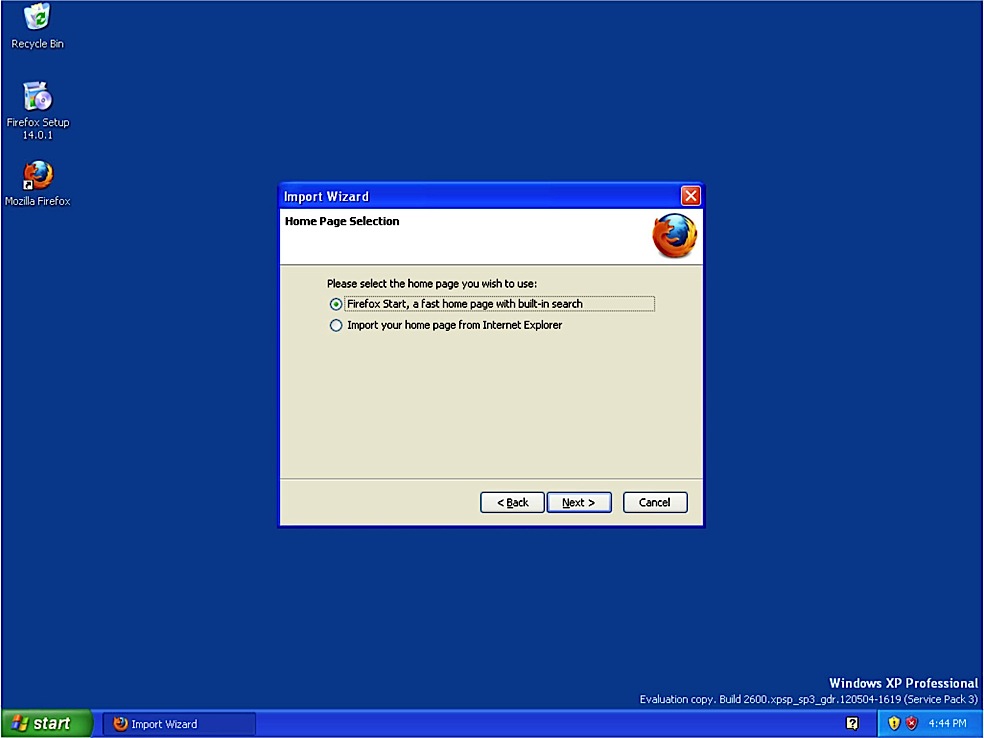 Recycle Bin
Firefox Setup
14.0.1
Mozilla Firefox
Import Wizard
Home Page Selection
Please select the home page you wish to use:
Firefox Start, a fast home page with built-in search
Import your home page from Internet Explorer
< Back
Next >
Cancel
Windows XP Professional
Evaluation copy. Build 2600.xpsp_sp3_gdr.120504-1619 (Service Pack 3)
start
Import Wizard
4:44 PM